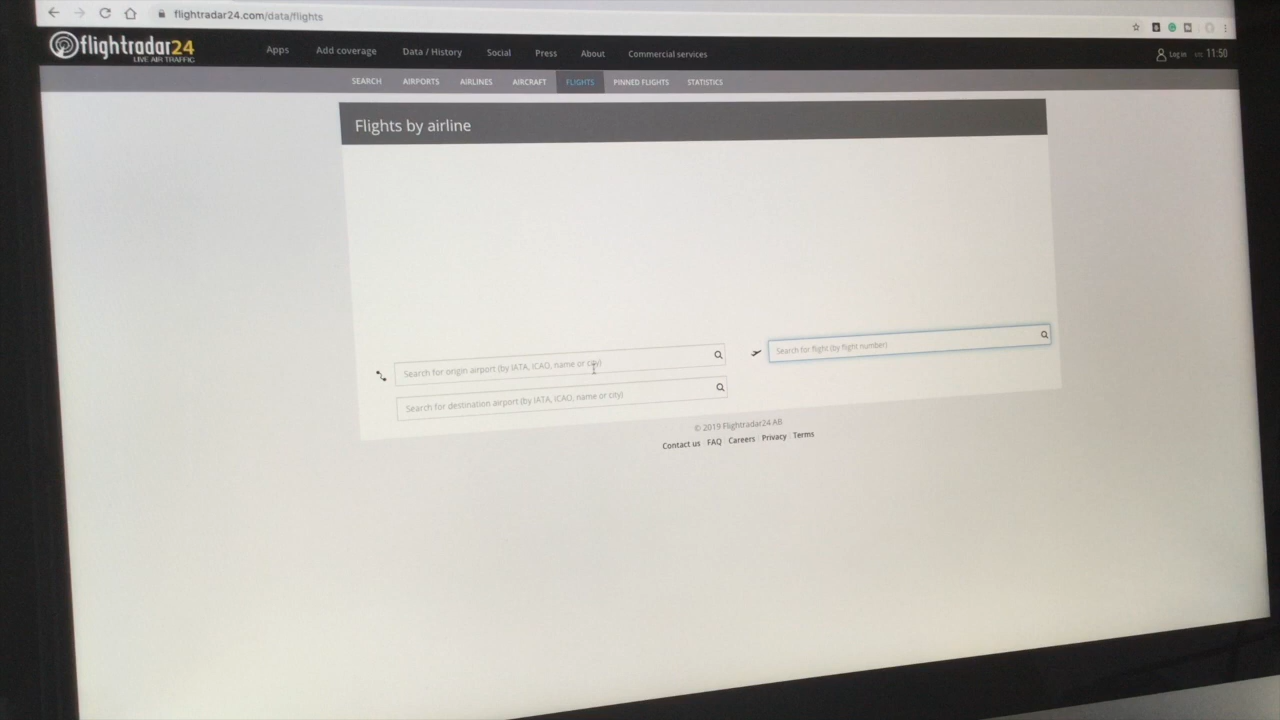 flightradar24.com/data/flights
flightradar24
LIVE AIR TRAFFIC
Apps Add coverage Data / History Social Press About Commercial services Log in UTC 11:50
SEARCH AIRPORTS AIRLINES AIRCRAFT FLIGHTS PINNED FLIGHTS STATISTICS
Flights by airline
Search for origin airport (by IATA, ICAO, name or city)
Search for flight (by flight number)
Search for destination airport (by IATA, ICAO, name or city)
© 2019 Flightradar24 AB
Contact us FAQ Careers Privacy Terms